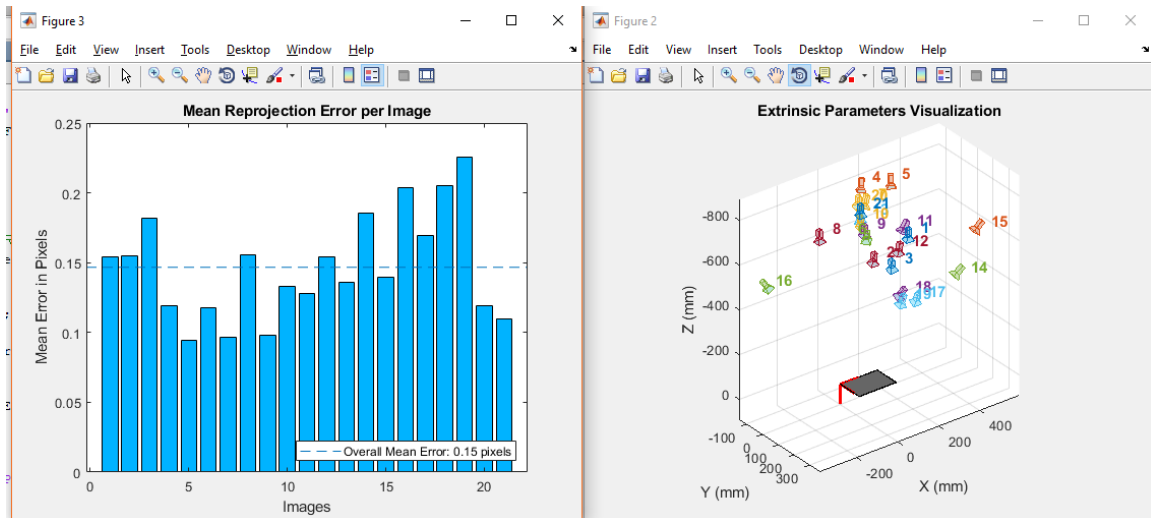 Figure 3
File Edit View Insert Tools Desktop Window Help
Mean Reprojection Error per Image
Mean Error in Pixels
0.25
0.2
0.15
0.1
0.05
0
0 5 10 15 20
Images
Overall Mean Error: 0.15 pixels
Figure 2
File Edit View Insert Tools Desktop Window Help
Extrinsic Parameters Visualization
Z (mm)
-800
-600
-400
-200
0
-100 0 100 200 300
Y (mm)
-200 0 200 400
X (mm)
4 5
20
21
11
15
8
9
1
12
2
3
14
16
18
17